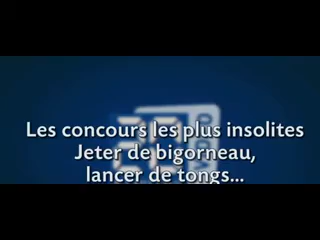 Les concours les plus insolites
Jeter de bigorneau,
lancer de tongs...